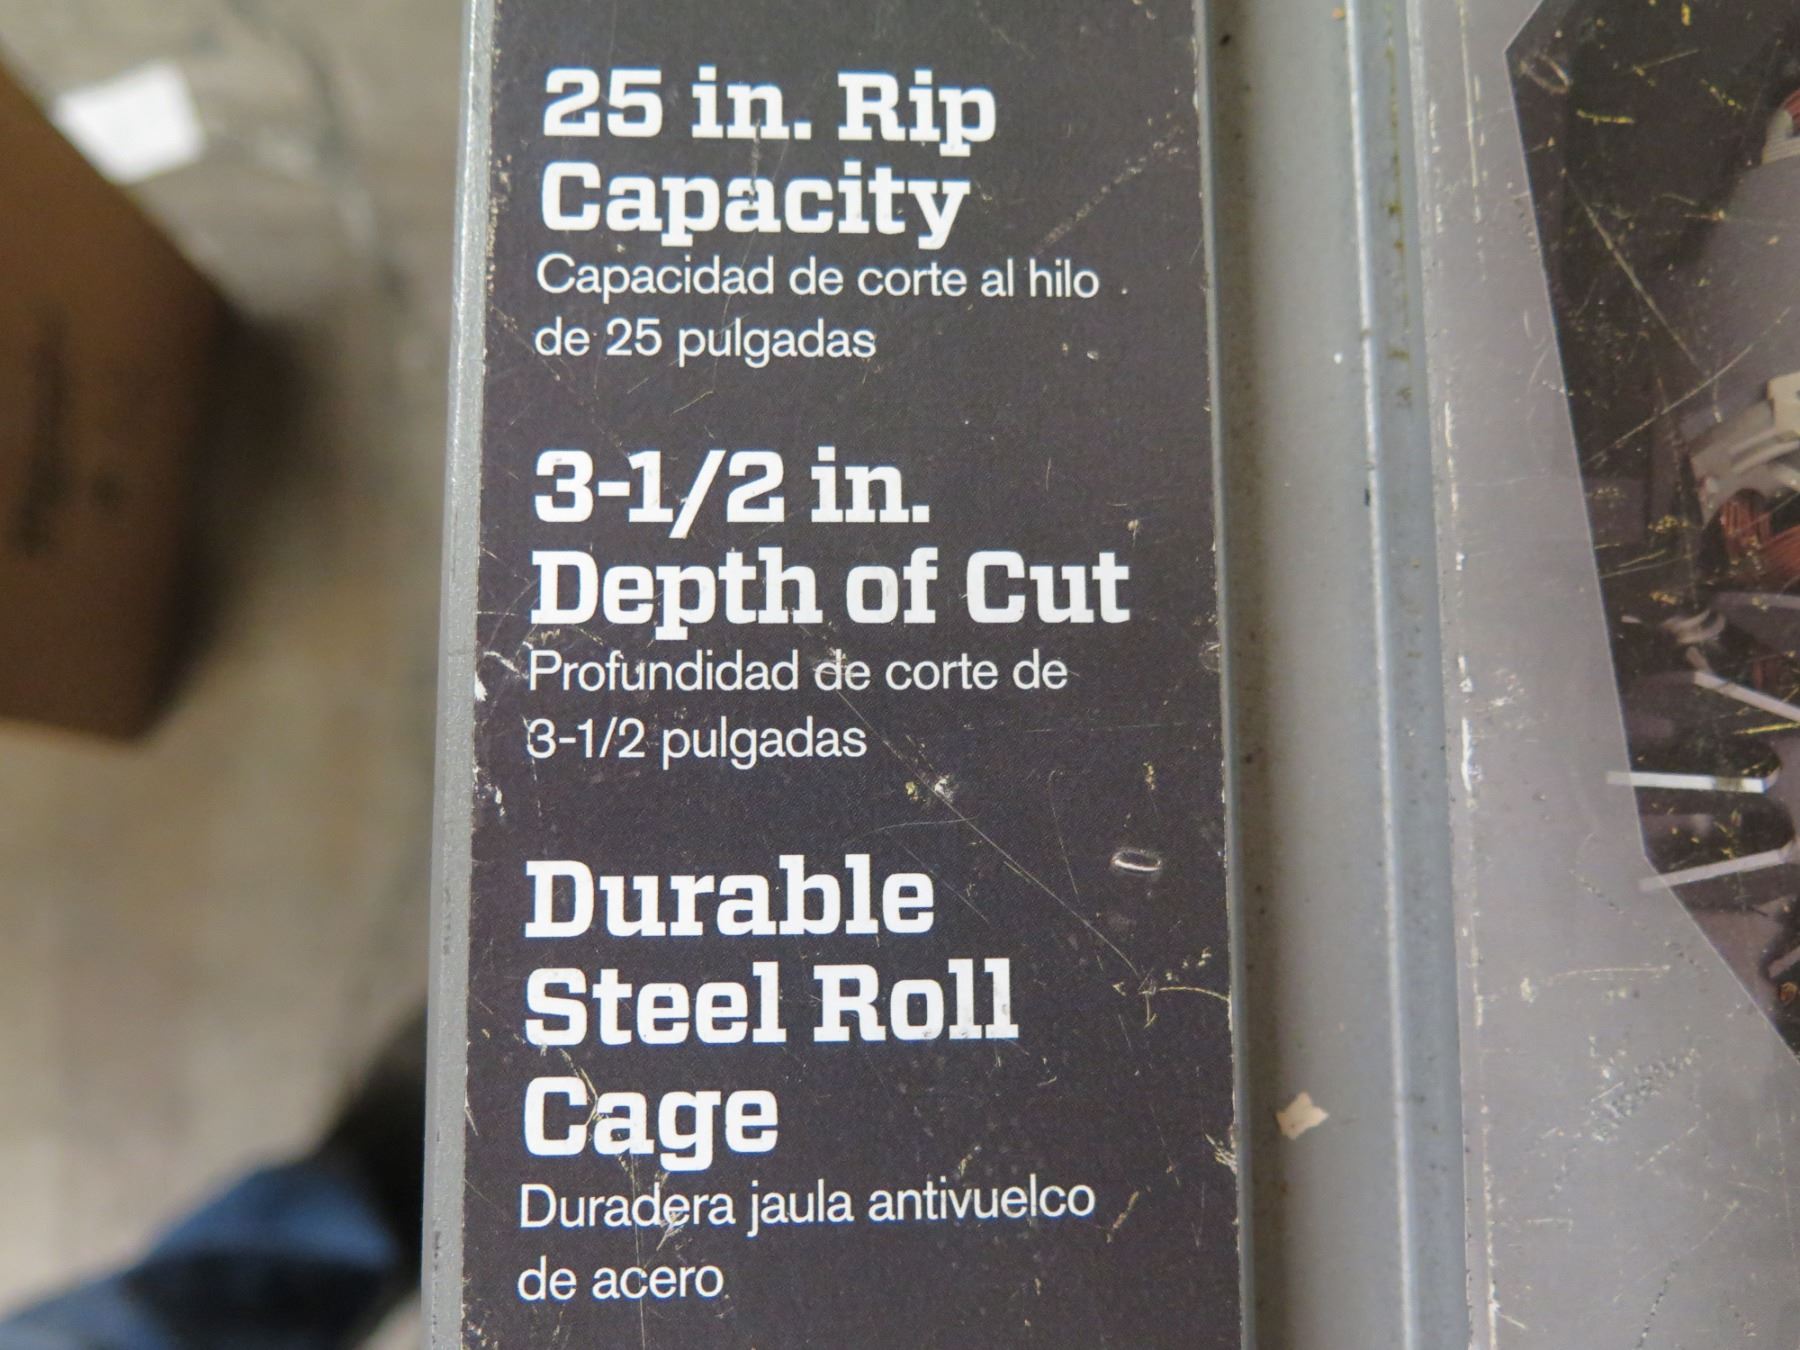 25 in. Rip
Capacity
Capacidad de corte al hilo
de 25 pulgadas
3-1/2 in.
Depth of Cut
Profundidad de corte de
3-1/2 pulgadas
Durable
Steel Roll
Cage
Duradera jaula antivuelco
de acero